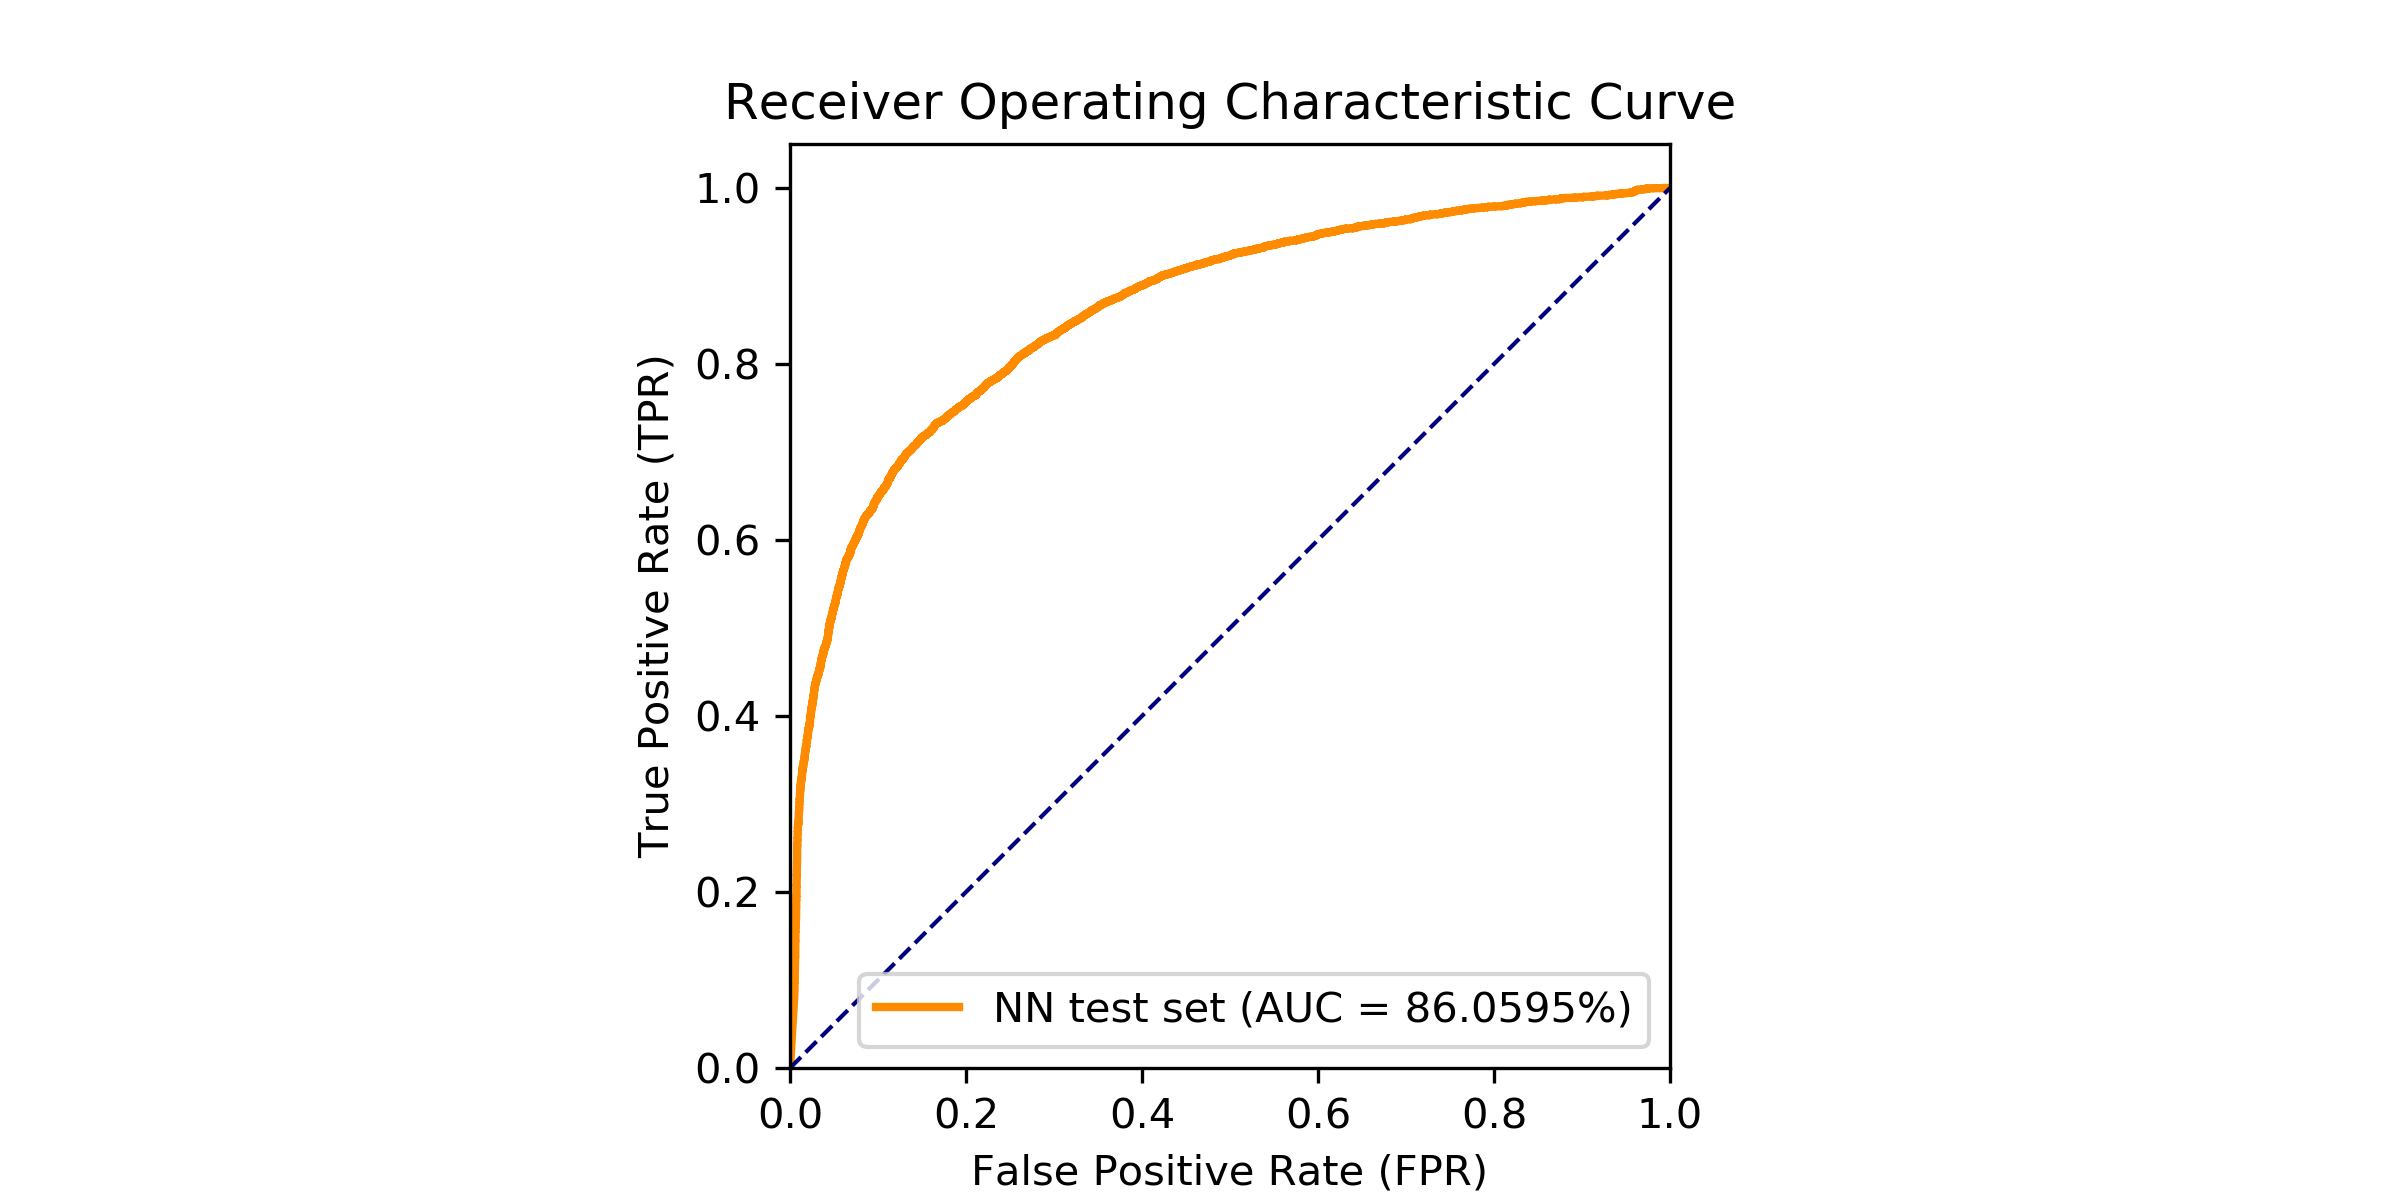 Receiver Operating Characteristic Curve
1.0
0.8
0.6
0.4
0.2
0.0
True Positive Rate (TPR)
NN test set (AUC = 86.0595%)
0.0 0.2 0.4 0.6 0.8 1.0
False Positive Rate (FPR)